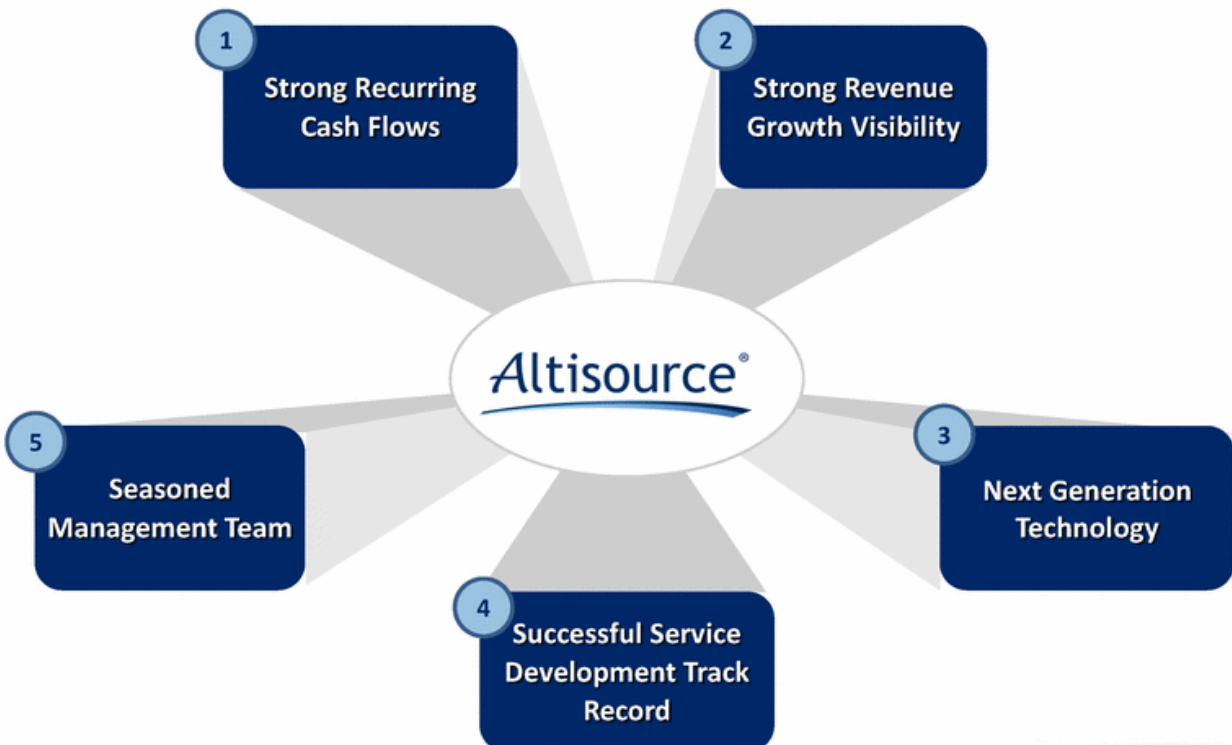 1
Strong Recurring
Cash Flows
2
Strong Revenue
Growth Visibility
Altisource®
5
Seasoned
Management Team
3
Next Generation
Technology
4
Successful Service
Development Track
Record